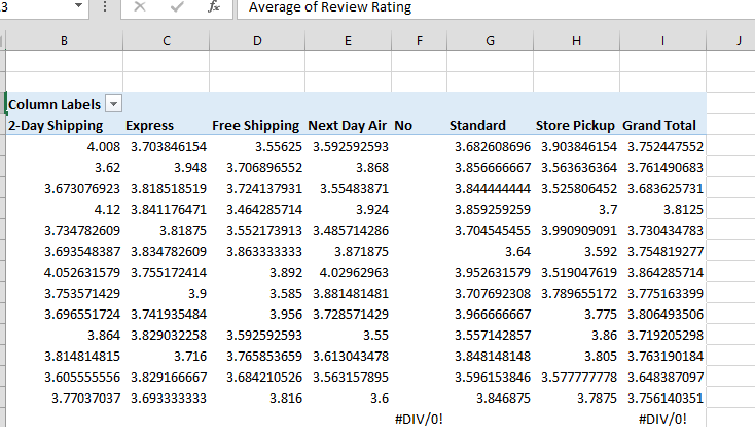 3 fx Average of Review Rating
B C D E F G H I J
Column Labels
2-Day Shipping Express Free Shipping Next Day Air No Standard Store Pickup Grand Total
4.008 3.703846154 3.55625 3.592592593 3.682608696 3.903846154 3.752447552
3.62 3.948 3.706896552 3.868 3.856666667 3.563636364 3.761490683
3.673076923 3.818518519 3.724137931 3.55483871 3.844444444 3.525806452 3.683625731
4.12 3.841176471 3.464285714 3.924 3.859259259 3.7 3.8125
3.734782609 3.81875 3.552173913 3.485714286 3.704545455 3.990909091 3.730434783
3.693548387 3.834782609 3.863333333 3.871875 3.64 3.592 3.754819277
4.052631579 3.755172414 3.892 4.02962963 3.952631579 3.519047619 3.864285714
3.753571429 3.9 3.585 3.881481481 3.707692308 3.789655172 3.775163399
3.696551724 3.741935484 3.956 3.728571429 3.966666667 3.775 3.806493506
3.864 3.829032258 3.592592593 3.55 3.557142857 3.86 3.719205298
3.814814815 3.716 3.765853659 3.613043478 3.848148148 3.805 3.763190184
3.605555556 3.829166667 3.684210526 3.563157895 3.596153846 3.577777778 3.648387097
3.77037037 3.693333333 3.816 3.6 3.846875 3.7875 3.756140351
#DIV/0! #DIV/0!